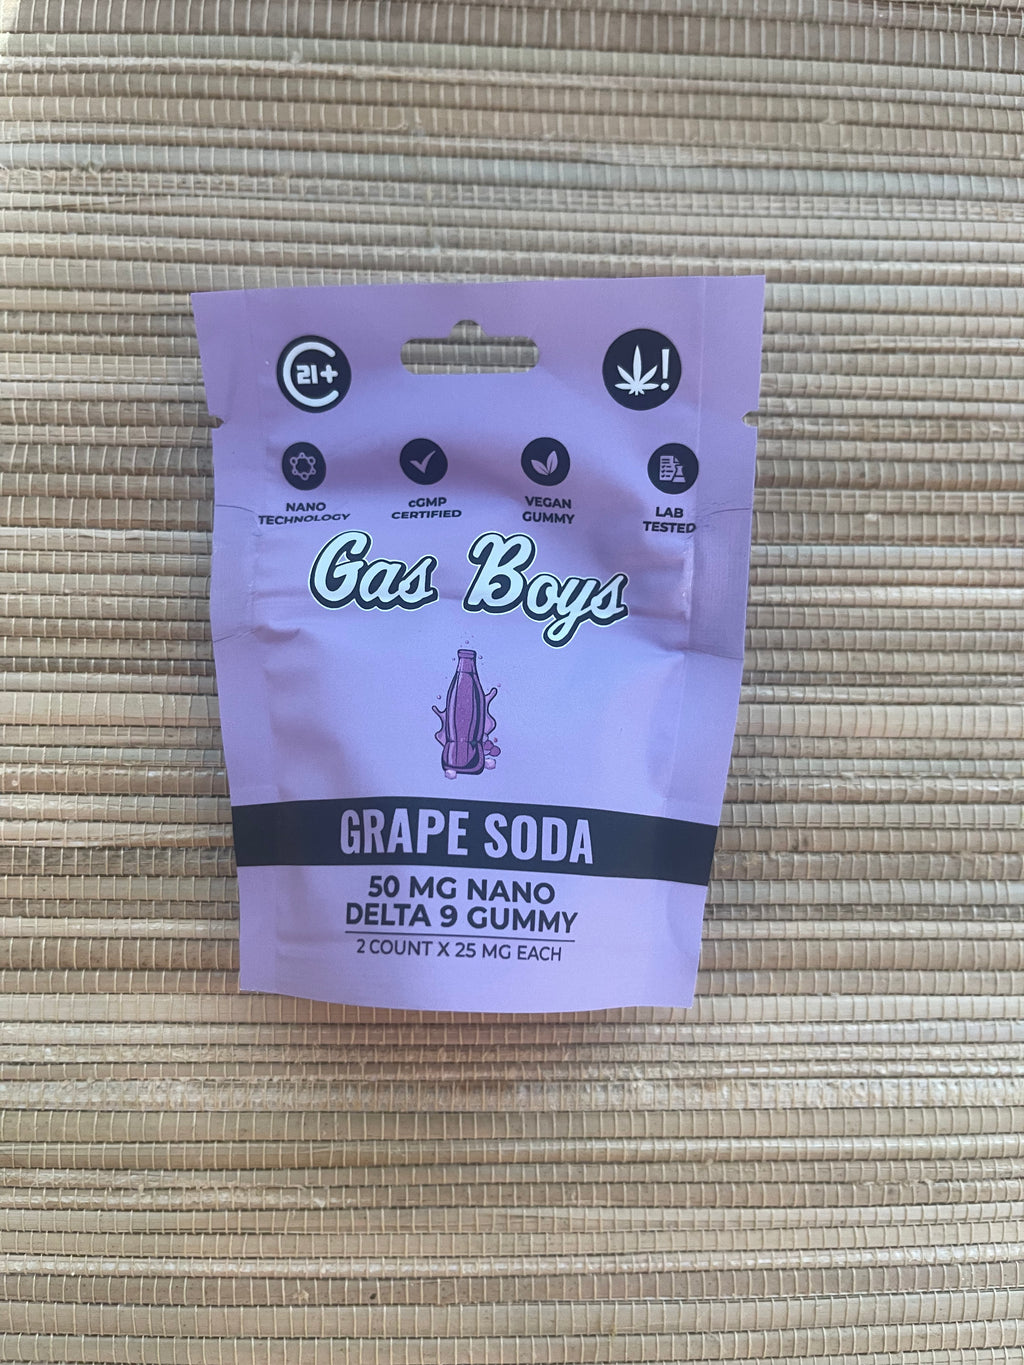 21+
!
NANO
TECHNOLOGY
cGMP
CERTIFIED
VEGAN
GUMMY
LAB
TESTED
Gas Boys
GRAPE SODA
50 MG NANO
DELTA 9 GUMMY
2 COUNT X 25 MG EACH